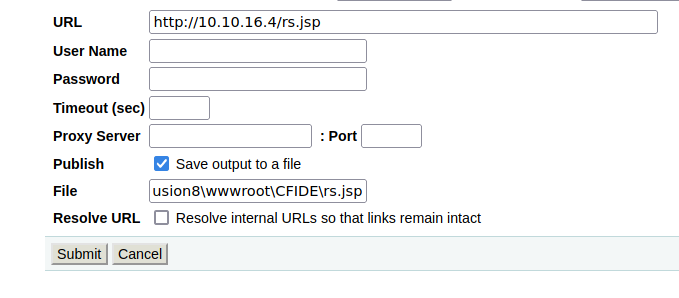 URL http://10.10.16.4/rs.jsp
User Name
Password
Timeout (sec)
Proxy Server : Port
Publish Save output to a file
File usion8\wwwroot\CFIDE\rs.jsp
Resolve URL Resolve internal URLs so that links remain intact
Submit Cancel